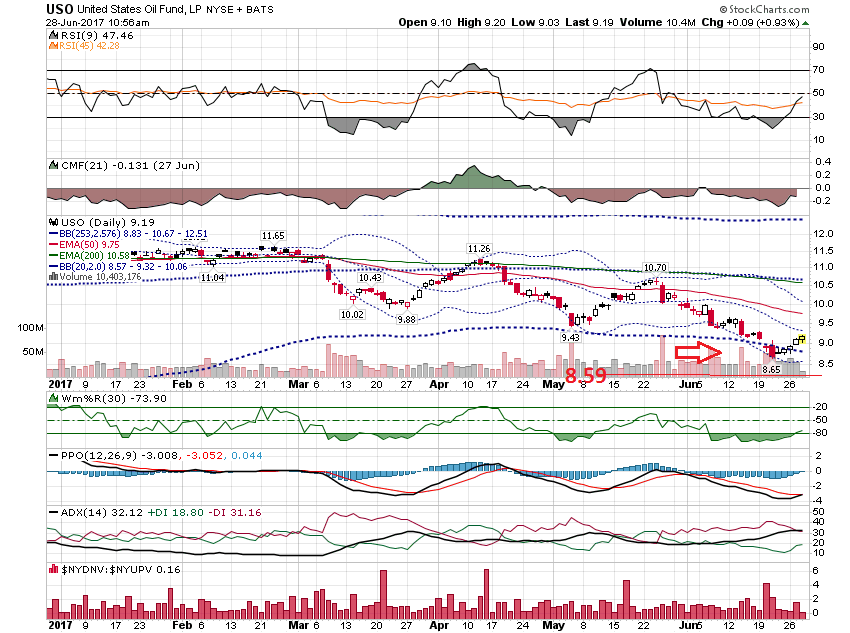 USO United States Oil Fund, LP NYSE + BATS © StockCharts.com
28-Jun-2017 10:56am Open 9.10 High 9.20 Low 9.03 Last 9.19 Volume 10.4M Chg +0.09 (+0.93%)
RSI(9) 47.46
RSI(45) 42.28
90
70
50
30
10
CMF(21) -0.131 (27 Jun)
0.4
0.2
0.0
-0.2
USO (Daily) 9.19
BB(253,2.576) 8.83 - 10.67 - 12.51
EMA(50) 9.75
EMA(200) 10.58
BB(20,2.0) 8.57 - 9.32 - 10.06
Volume 10,403,176
11.65
11.04
10.43
10.02
9.88
11.26
9.43
10.70
8.65
8.59
12.0
11.5
11.0
10.5
10.0
9.5
9.0
8.5
100M
50M
2017 9 17 23 Feb 6 13 21 Mar 6 13 20 27 Apr 10 17 24 May 8 15 22 Jun 5 12 19 26
Wm%R(30) -73.90
-20
-50
-80
PPO(12,26,9) -3.008, -3.052, 0.044
2
0
-2
-4
ADX(14) 32.12 +DI 18.80 -DI 31.16
50
40
30
20
10
$NYDNV:$NYUPV 0.16
6
4
2
0
2017 9 17 23 Feb 6 13 21 Mar 6 13 20 27 Apr 10 17 24 May 8 15 22 Jun 5 12 19 26